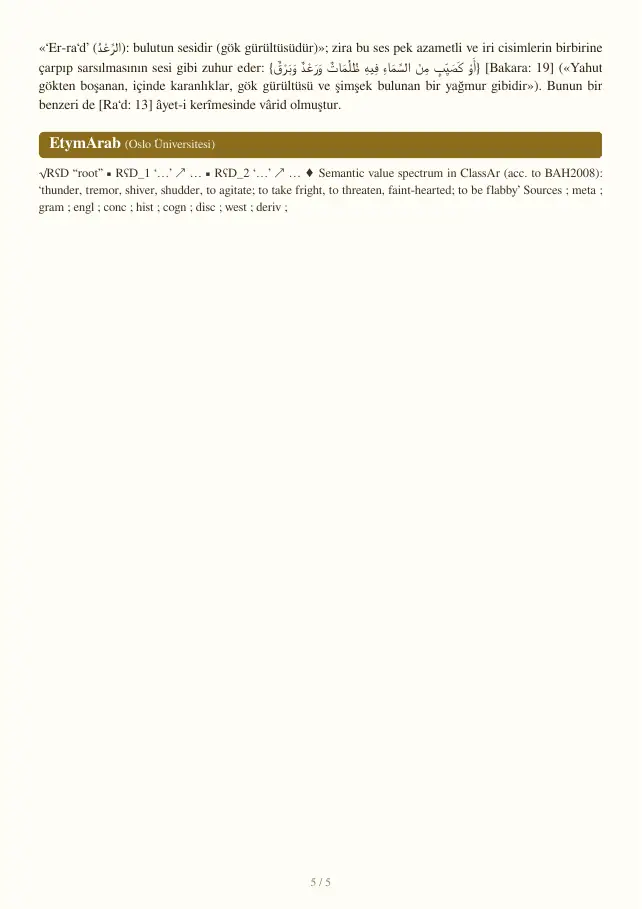 «‘Er-ra‘d’ (الرَّعْدُ): bulutun sesidir (gök gürültüsüdür)»; zira bu ses pek azametli ve iri cisimlerin birbirine
çarpıp sarsılmasının sesi gibi zuhur eder: {أَوْ كَصَيِّبٍ مِنَ السَّمَاءِ فِيهِ ظُلُمَاتٌ وَرَعْدٌ وَبَرْقٌ} [Bakara: 19] («Yahut
gökten boşanan, içinde karanlıklar, gök gürültüsü ve şimşek bulunan bir yağmur gibidir»). Bunun bir
benzeri de [Ra‘d: 13] âyet-i kerîmesinde vârid olmuştur.
EtymArab (Oslo Üniversitesi)
√RʕD “root” ▪ RʕD_1 ‘…’ ↗ … ▪ RʕD_2 ‘…’ ↗ … ♦ Semantic value spectrum in ClassAr (acc. to BAH2008):
‘thunder, tremor, shiver, shudder, to agitate; to take fright, to threaten, faint-hearted; to be flabby’ Sources ; meta ;
gram ; engl ; conc ; hist ; cogn ; disc ; west ; deriv ;
5 / 5